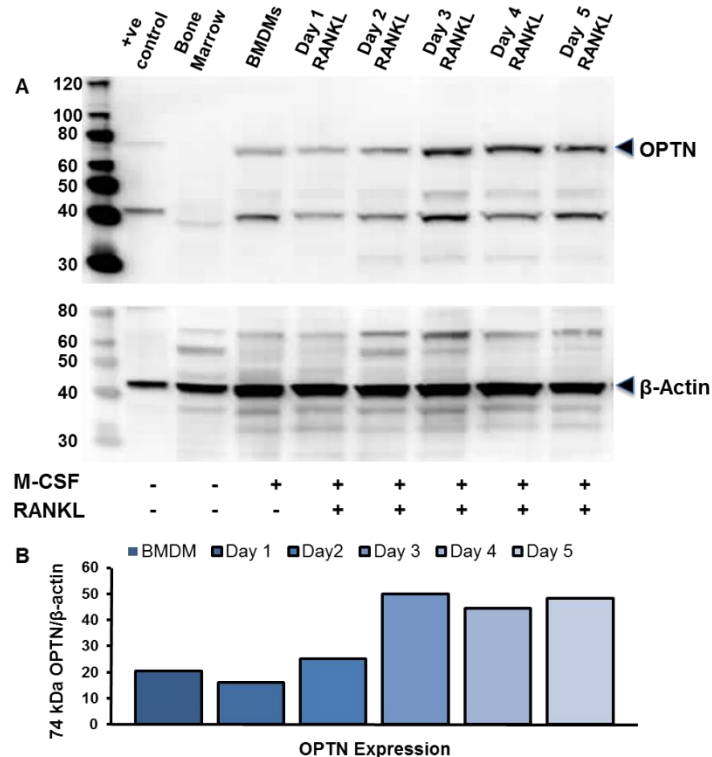 +ve control
Bone Marrow
BMDMs
Day 1 RANKL
Day 2 RANKL
Day 3 RANKL
Day 4 RANKL
Day 5 RANKL
A
120
100
80
60
50
40
30
OPTN
80
60
50
40
30
β-Actin
M-CSF - - + + + + + +
RANKL - - - + + + + +
B
BMDM Day 1 Day2 Day 3 Day 4 Day 5
74 kDa OPTN/β-actin
60
50
40
30
20
10
0
OPTN Expression